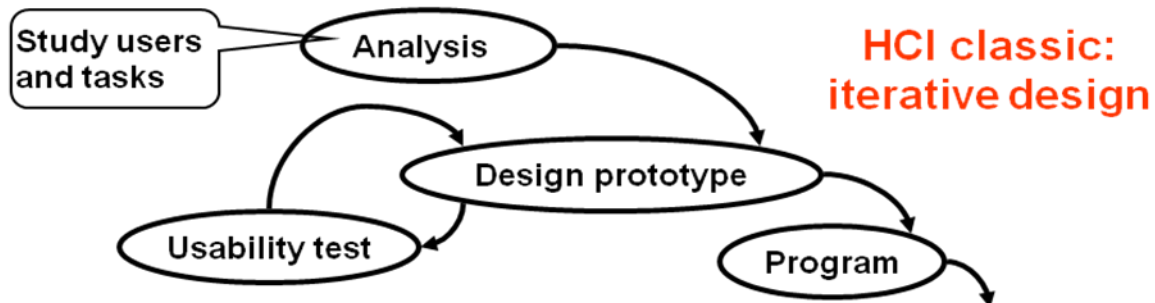 Study users
and tasks
Analysis
HCI classic:
iterative design
Design prototype
Usability test
Program